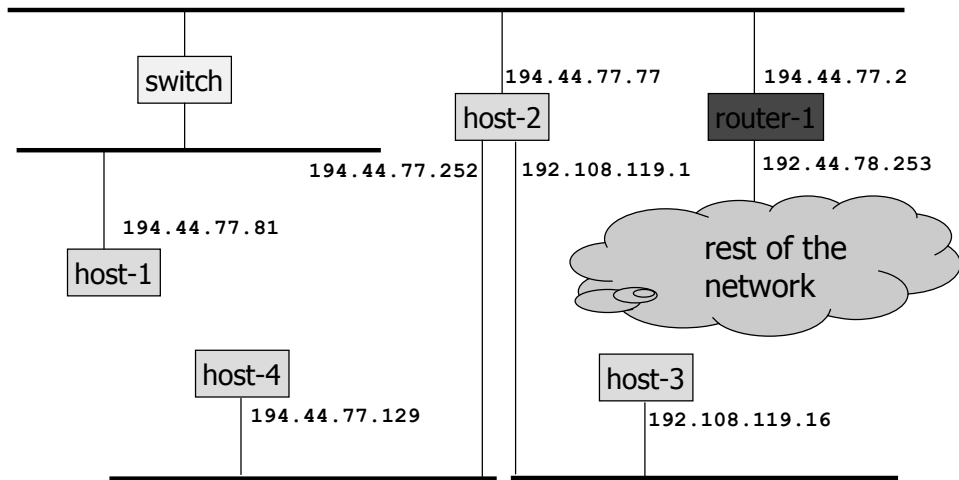 switch
194.44.77.77
194.44.77.2
host-2
router-1
194.44.77.252
192.108.119.1
192.44.78.253
194.44.77.81
host-1
rest of the
network
host-4
host-3
194.44.77.129
192.108.119.16